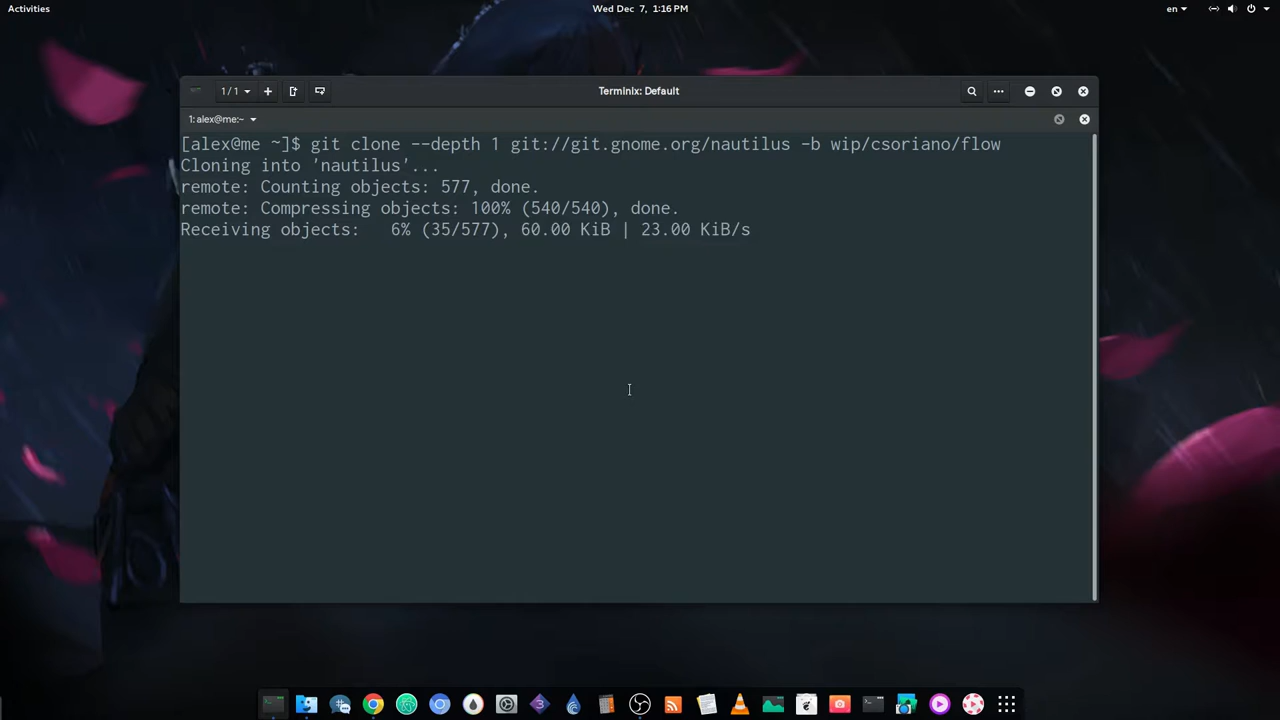 Activities
Wed Dec 7, 1:16 PM
en
1 / 1
Terminix: Default
1: alex@me:~
[alex@me ~]$ git clone --depth 1 git://git.gnome.org/nautilus -b wip/csoriano/flow
Cloning into 'nautilus'...
remote: Counting objects: 577, done.
remote: Compressing objects: 100% (540/540), done.
Receiving objects:   6% (35/577), 60.00 KiB | 23.00 KiB/s
3